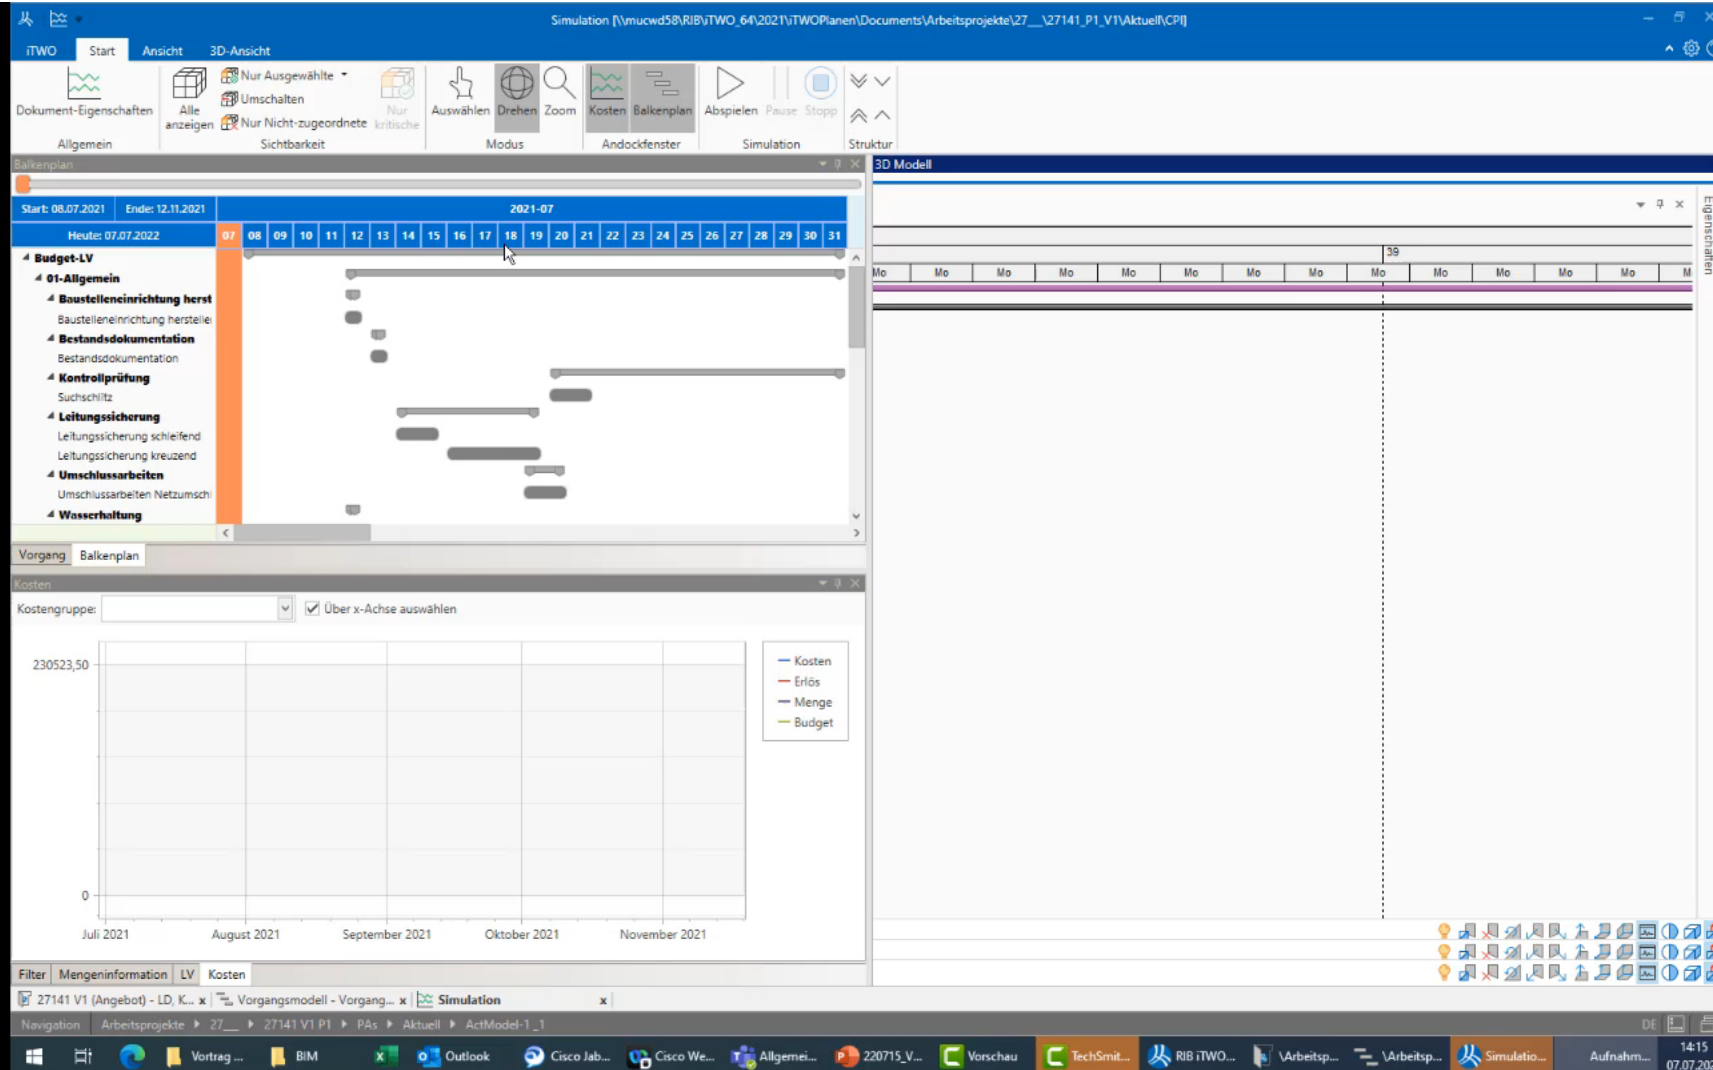 Simulation [\\mucwd58\RIB\iTWO_64\2021\iTWOPlanen\Documents\Arbeitsprojekte\27__\27141_P1_V1\Aktuell\CPI]
iTWO Start Ansicht 3D-Ansicht
Dokument-Eigenschaften
Alle anzeigen
Nur Ausgewählte
Umschalten
Nur Nicht-zugeordnete
Nur kritische
Auswählen Drehen Zoom Kosten Balkenplan Abspielen Pause Stopp
Allgemein Sichtbarkeit Modus Andockfenster Simulation Struktur
Balkenplan
3D Modell
Start: 08.07.2021 Ende: 12.11.2021 2021-07
Heute: 07.07.2022 07 08 09 10 11 12 13 14 15 16 17 18 19 20 21 22 23 24 25 26 27 28 29 30 31
Budget-LV
01-Allgemein
Baustelleneinrichtung herst
Baustelleneinrichtung herstelle
Bestandsdokumentation
Bestandsdokumentation
Kontrollprüfung
Suchschlitz
Leitungssicherung
Leitungssicherung schleifend
Leitungssicherung kreuzend
Umschlussarbeiten
Umschlussarbeiten Netzumschl
Wasserhaltung
Eigenschaften
39
Mo Mo Mo Mo Mo Mo Mo Mo Mo Mo Mo Mo Mo M
Vorgang Balkenplan
Kosten
Kostengruppe: Über x-Achse auswählen
230523,50
0
Juli 2021 August 2021 September 2021 Oktober 2021 November 2021
Kosten
Erlös
Menge
Budget
Filter Mengeninformation LV Kosten
27141 V1 (Angebot) - LD, K... x Vorgangsmodell - Vorgang... x Simulation x
Navigation Arbeitsprojekte 27__ 27141 V1 P1 PAs Aktuell ActModel-1 _1
DE
Vortrag ... BIM Outlook Cisco Jab... Cisco We... Allgemei... 220715_V... Vorschau TechSmit... RIB iTWO... \Arbeitsp... \Arbeitsp... Simulatio... Aufnahm...
14:15
07.07.202